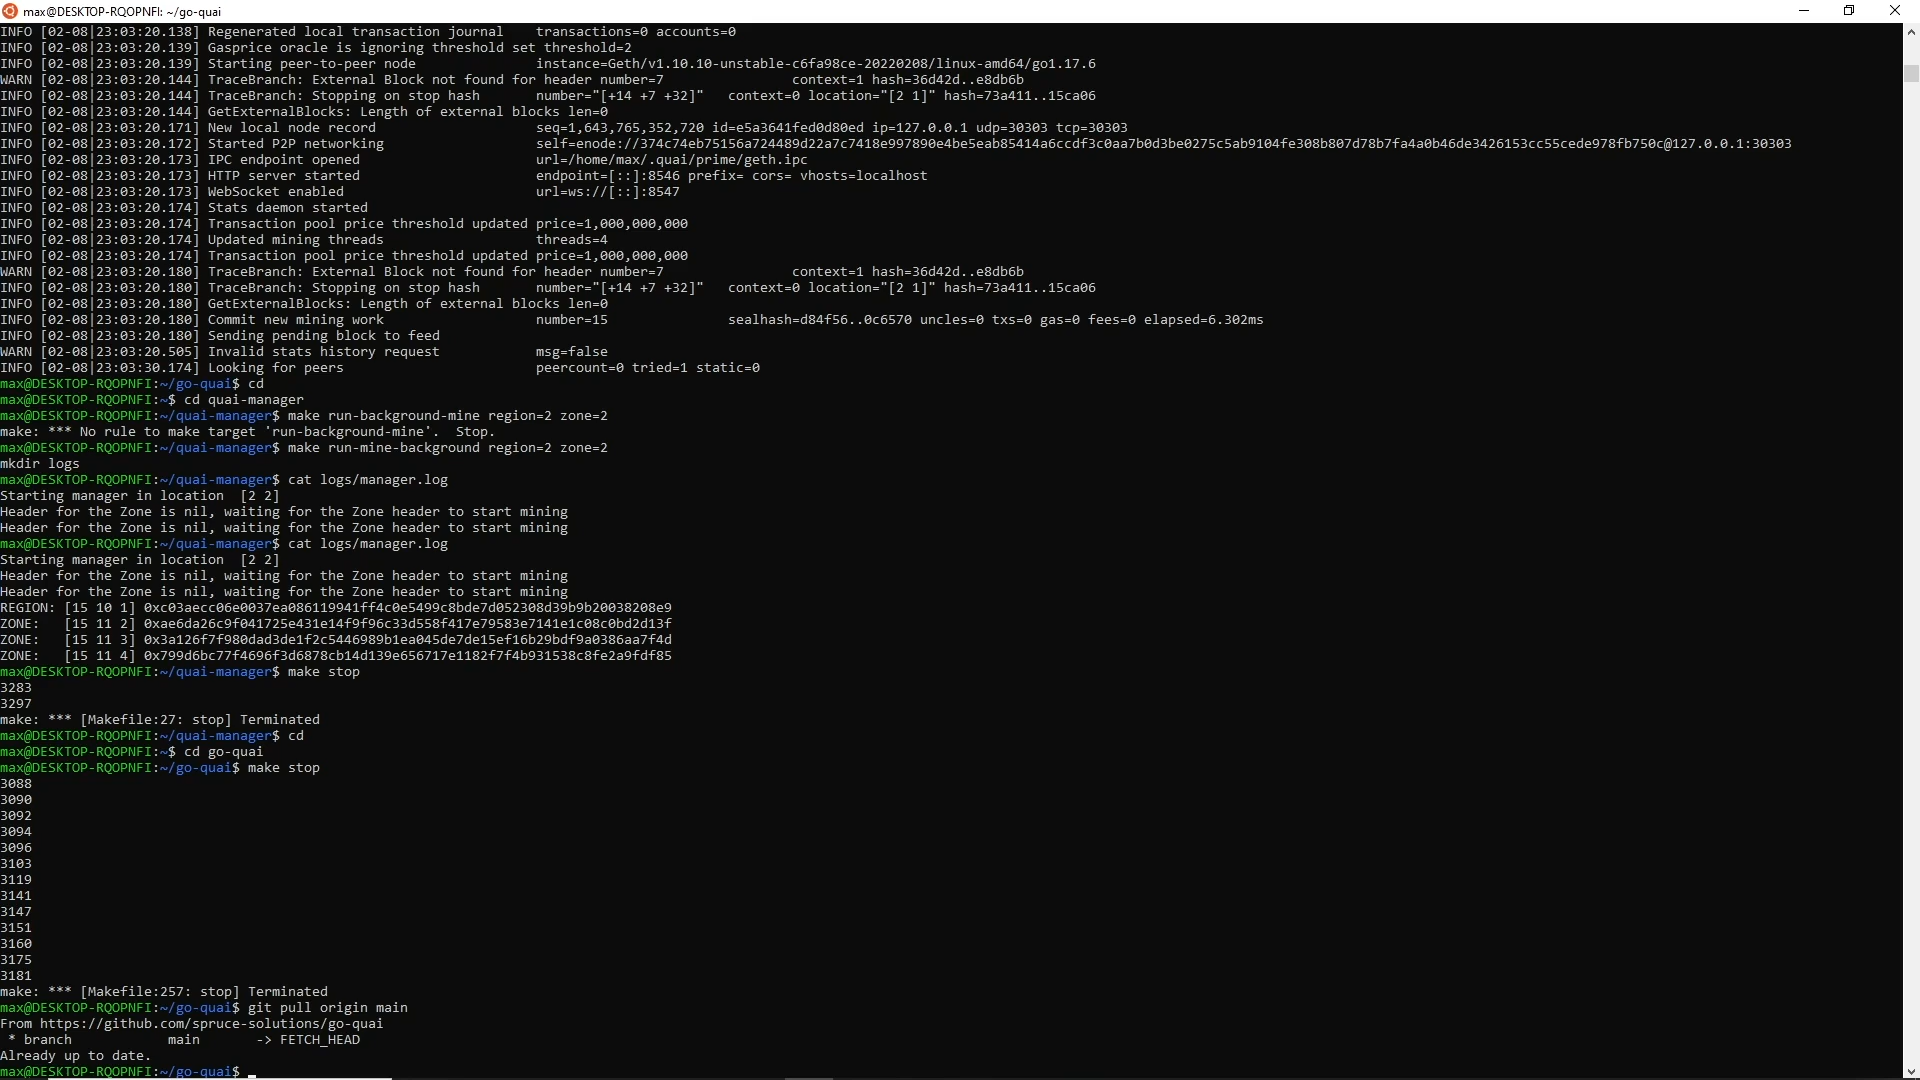 max@DESKTOP-RQOPNFI: ~/go-quai
INFO [02-08|23:03:20.138] Regenerated local transaction journal    transactions=0 accounts=0
INFO [02-08|23:03:20.139] Gasprice oracle is ignoring threshold set threshold=2
INFO [02-08|23:03:20.139] Starting peer-to-peer node               instance=Geth/v1.10.10-unstable-c6fa98ce-20220208/linux-amd64/go1.17.6
WARN [02-08|23:03:20.144] TraceBranch: External Block not found for header number=7                context=1 hash=36d42d..e8db6b
INFO [02-08|23:03:20.144] TraceBranch: Stopping on stop hash       number="[+14 +7 +32]"   context=0 location="[2 1]" hash=73a411..15ca06
INFO [02-08|23:03:20.144] GetExternalBlocks: Length of external blocks len=0
INFO [02-08|23:03:20.171] New local node record                    seq=1,643,765,352,720 id=e5a3641fed0d80ed ip=127.0.0.1 udp=30303 tcp=30303
INFO [02-08|23:03:20.172] Started P2P networking                   self=enode://374c74eb75156a724489d22a7c7418e997890e4be5eab85414a6ccdf3c0aa7b0d3be0275c5ab9104fe308b807d78b7fa4a0b46de3426153cc55cede978fb750c@127.0.0.1:30303
INFO [02-08|23:03:20.173] IPC endpoint opened                      url=/home/max/.quai/prime/geth.ipc
INFO [02-08|23:03:20.173] HTTP server started                      endpoint=[::]:8546 prefix= cors= vhosts=localhost
INFO [02-08|23:03:20.173] WebSocket enabled                        url=ws://[::]:8547
INFO [02-08|23:03:20.174] Stats daemon started
INFO [02-08|23:03:20.174] Transaction pool price threshold updated price=1,000,000,000
INFO [02-08|23:03:20.174] Updated mining threads                   threads=4
INFO [02-08|23:03:20.174] Transaction pool price threshold updated price=1,000,000,000
WARN [02-08|23:03:20.180] TraceBranch: External Block not found for header number=7                context=1 hash=36d42d..e8db6b
INFO [02-08|23:03:20.180] TraceBranch: Stopping on stop hash       number="[+14 +7 +32]"   context=0 location="[2 1]" hash=73a411..15ca06
INFO [02-08|23:03:20.180] GetExternalBlocks: Length of external blocks len=0
INFO [02-08|23:03:20.180] Commit new mining work                   number=15               sealhash=d84f56..0c6570 uncles=0 txs=0 gas=0 fees=0 elapsed=6.302ms
INFO [02-08|23:03:20.180] Sending pending block to feed
WARN [02-08|23:03:20.505] Invalid stats history request            msg=false
INFO [02-08|23:03:30.174] Looking for peers                        peercount=0 tried=1 static=0
max@DESKTOP-RQOPNFI:~/go-quai$ cd
max@DESKTOP-RQOPNFI:~$ cd quai-manager
max@DESKTOP-RQOPNFI:~/quai-manager$ make run-background-mine region=2 zone=2
make: *** No rule to make target 'run-background-mine'.  Stop.
max@DESKTOP-RQOPNFI:~/quai-manager$ make run-mine-background region=2 zone=2
mkdir logs
max@DESKTOP-RQOPNFI:~/quai-manager$ cat logs/manager.log
Starting manager in location  [2 2]
Header for the Zone is nil, waiting for the Zone header to start mining
Header for the Zone is nil, waiting for the Zone header to start mining
max@DESKTOP-RQOPNFI:~/quai-manager$ cat logs/manager.log
Starting manager in location  [2 2]
Header for the Zone is nil, waiting for the Zone header to start mining
Header for the Zone is nil, waiting for the Zone header to start mining
REGION: [15 10 1] 0xc03aecc06e0037ea086119941ff4c0e5499c8bde7d052308d39b9b20038208e9
ZONE:   [15 11 2] 0xae6da26c9f041725e431e14f9f96c33d558f417e79583e7141e1c08c0bd2d13f
ZONE:   [15 11 3] 0x3a126f7f980dad3de1f2c5446989b1ea045de7de15ef16b29bdf9a0386aa7f4d
ZONE:   [15 11 4] 0x799d6bc77f4696f3d6878cb14d139e656717e1182f7f4b931538c8fe2a9fdf85
max@DESKTOP-RQOPNFI:~/quai-manager$ make stop
3283
3297
make: *** [Makefile:27: stop] Terminated
max@DESKTOP-RQOPNFI:~/quai-manager$ cd
max@DESKTOP-RQOPNFI:~$ cd go-quai
max@DESKTOP-RQOPNFI:~/go-quai$ make stop
3088
3090
3092
3094
3096
3103
3119
3141
3147
3151
3160
3175
3181
make: *** [Makefile:257: stop] Terminated
max@DESKTOP-RQOPNFI:~/go-quai$ git pull origin main
From https://github.com/spruce-solutions/go-quai
 * branch            main       -> FETCH_HEAD
Already up to date.
max@DESKTOP-RQOPNFI:~/go-quai$